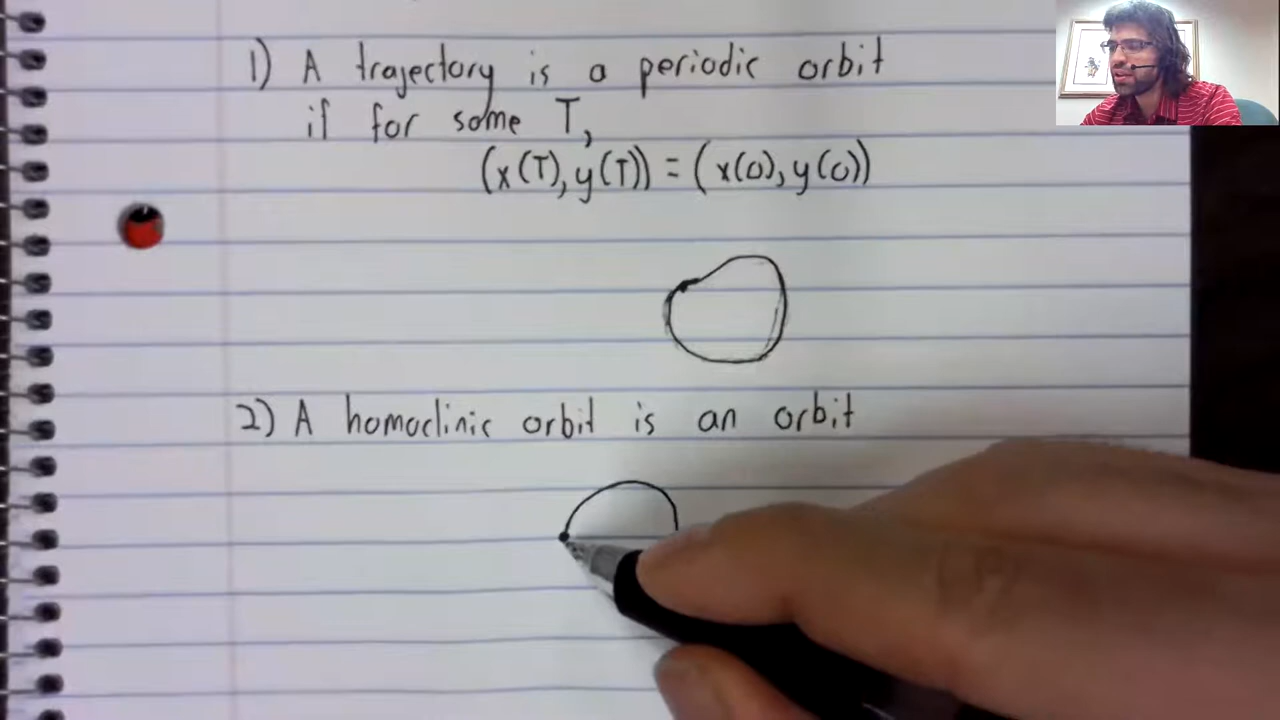 1) A trajectory is a periodic orbit
if for some T,
(x(T), y(T)) = (x(0), y(0))
2) A homoclinic orbit is an orbit